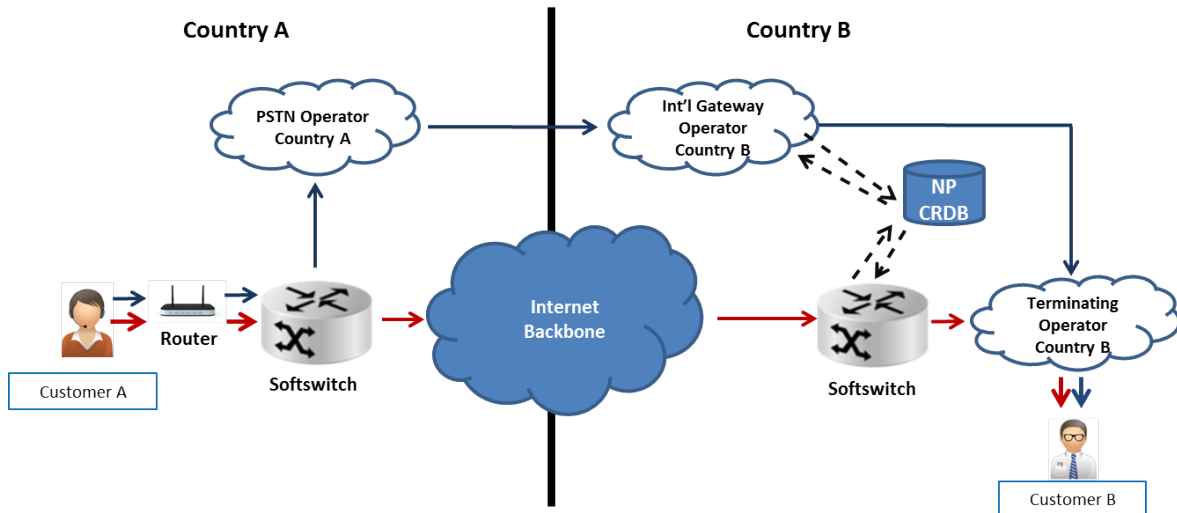 Country A
Country B
PSTN Operator
Country A
Int'l Gateway
Operator
Country B
NP
CRDB
Internet
Backbone
Terminating
Operator
Country B
Router
Softswitch
Softswitch
Customer A
Customer B